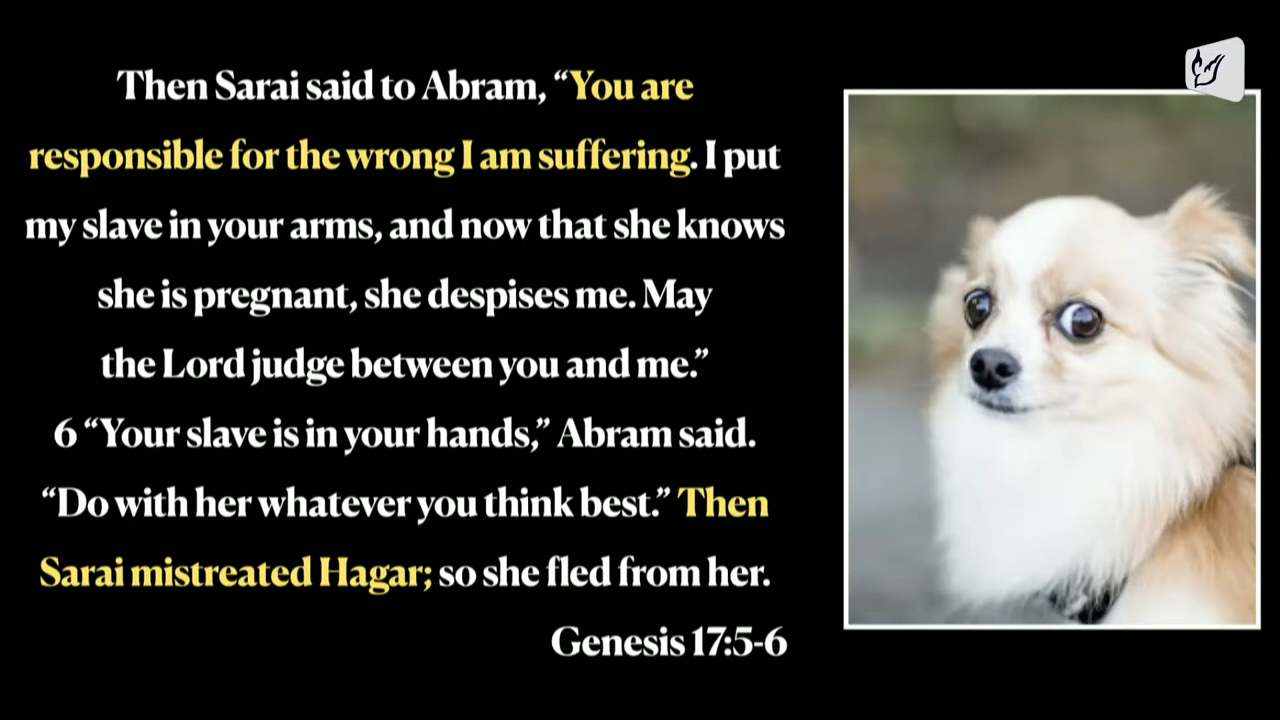 Then Sarai said to Abram, “You are
responsible for the wrong I am suffering. I put
my slave in your arms, and now that she knows
she is pregnant, she despises me. May
the Lord judge between you and me.”
6 “Your slave is in your hands,” Abram said.
“Do with her whatever you think best.” Then
Sarai mistreated Hagar; so she fled from her.
Genesis 17:5-6